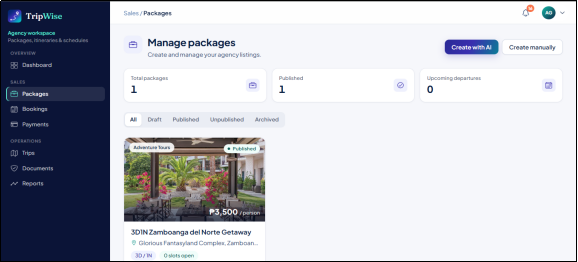 TripWise
Sales / Packages
16
AD
Agency workspace
Packages, itineraries & schedules
OVERVIEW
Dashboard
SALES
Packages
Bookings
Payments
OPERATIONS
Trips
Documents
Reports
Manage packages
Create and manage your agency listings.
Create with AI
Create manually
Total packages
1
Published
1
Upcoming departures
0
All
Draft
Published
Unpublished
Archived
Adventure Tours
Published
₱3,500 / person
3D1N Zamboanga del Norte Getaway
Glorious Fantasyland Complex, Zamboan...
3D / 1N
0 slots open